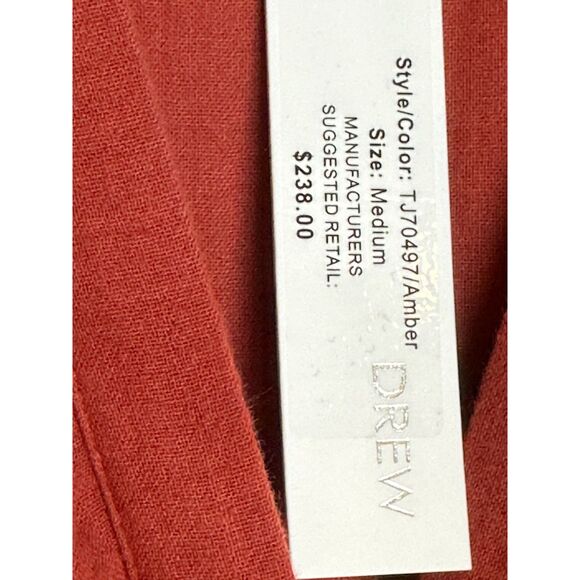 Style/Color: TJ70497/Amber
Size: Medium
MANUFACTURERS
SUGGESTED RETAIL:
$238.00
DREW